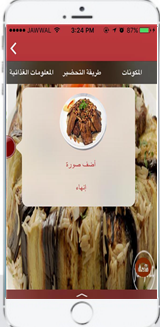 JAWWAL 3:24 PM 87%
المكونات طريقة التحضير المعلومات الغذائية
أضف صورة
إنهاء